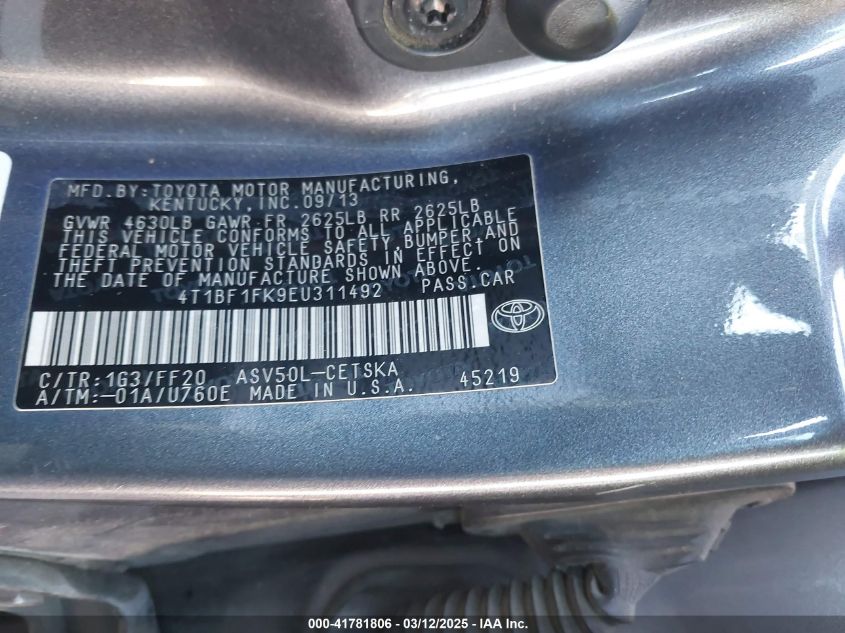 MFD. BY: TOYOTA MOTOR MANUFACTURING,
KENTUCKY, INC. 09/13
GVWR 4630LB GAWR FR 2625LB RR 2625LB
THIS VEHICLE CONFORMS TO ALL APPLICABLE
FEDERAL MOTOR VEHICLE SAFETY, BUMPER AND
THEFT PREVENTION STANDARDS IN EFFECT ON
THE DATE OF MANUFACTURE SHOWN ABOVE.
4T1BF1FK9EU311492 PASS.CAR
C/TR:1G3/FF20 ASV50L-CETSKA
A/TM:-01A/U760E MADE IN U.S.A. 45219
000-41781806 - 03/12/2025 - IAA Inc.